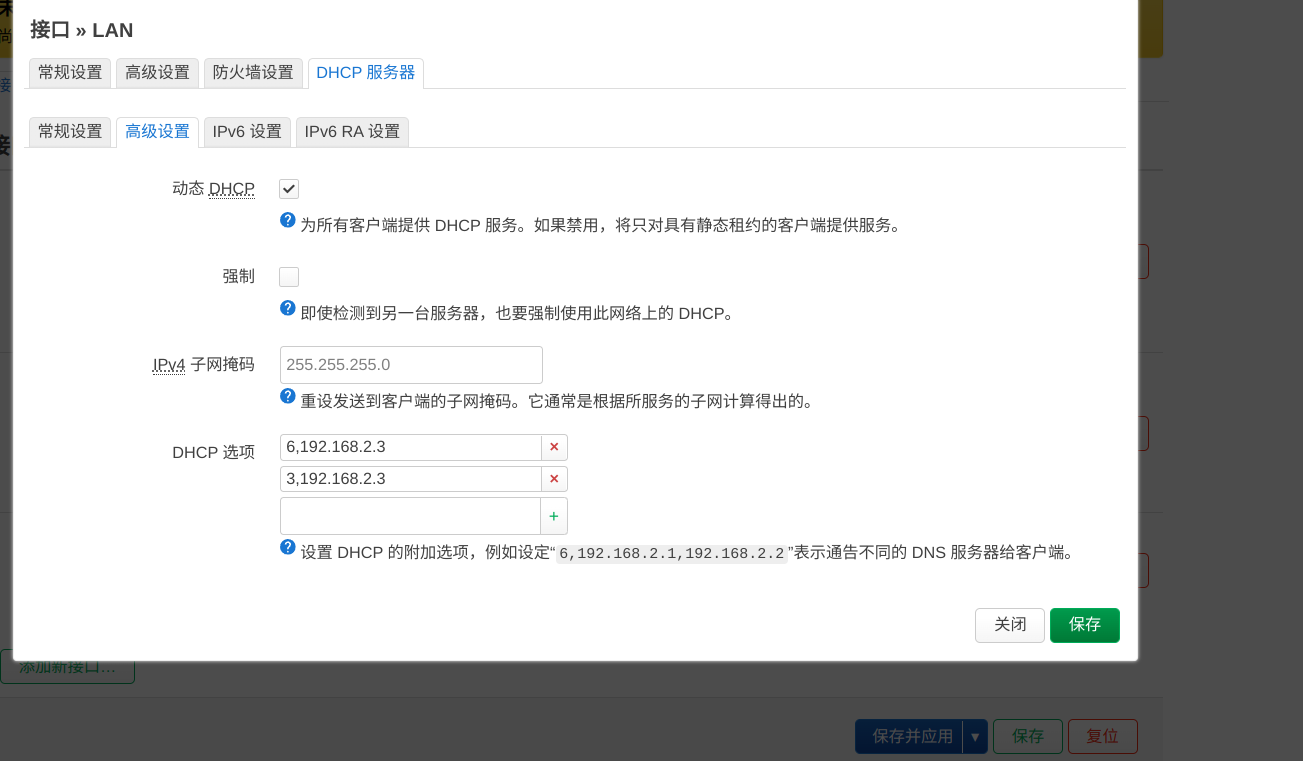 接口 » LAN
常规设置 高级设置 防火墙设置 DHCP 服务器
常规设置 高级设置 IPv6 设置 IPv6 RA 设置
动态 DHCP
为所有客户端提供 DHCP 服务。如果禁用，将只对具有静态租约的客户端提供服务。
强制
即使检测到另一台服务器，也要强制使用此网络上的 DHCP。
IPv4 子网掩码 255.255.255.0
重设发送到客户端的子网掩码。它通常是根据所服务的子网计算得出的。
DHCP 选项 6,192.168.2.3 ×
3,192.168.2.3 ×
+
设置 DHCP 的附加选项，例如设定“6,192.168.2.1,192.168.2.2”表示通告不同的 DNS 服务器给客户端。
关闭 保存
添加新接口...
保存并应用 ▾ 保存 复位